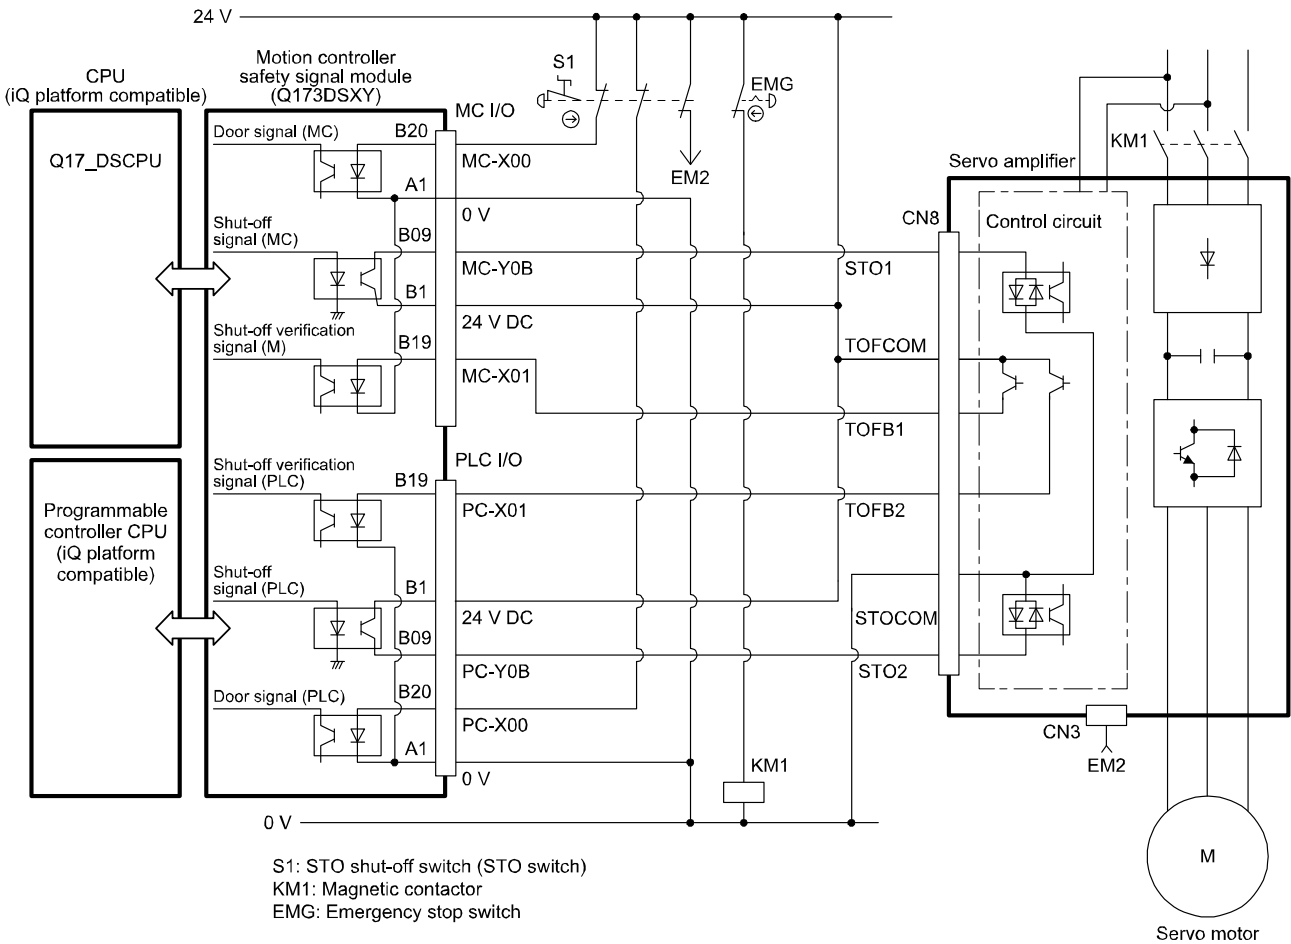 24 V
CPU
(iQ platform compatible)
Q17_DSCPU
Programmable
controller CPU
(iQ platform
compatible)
Motion controller
safety signal module
(Q173DSXY)
Door signal (MC)
Shut-off
signal (MC)
Shut-off verification
signal (M)
Shut-off verification
signal (PLC)
Shut-off
signal (PLC)
Door signal (PLC)
MC I/O
B20
MC-X00
A1
0 V
B09
MC-Y0B
B1
24 V DC
B19
MC-X01
PLC I/O
B19
PC-X01
B1
24 V DC
B09
PC-Y0B
B20
PC-X00
A1
0 V
S1
EMG
EM2
KM1
0 V
STO1
TOFCOM
TOFB1
TOFB2
STOCOM
STO2
CN8
Servo amplifier
Control circuit
KM1
CN3
EM2
M
Servo motor
S1: STO shut-off switch (STO switch)
KM1: Magnetic contactor
EMG: Emergency stop switch